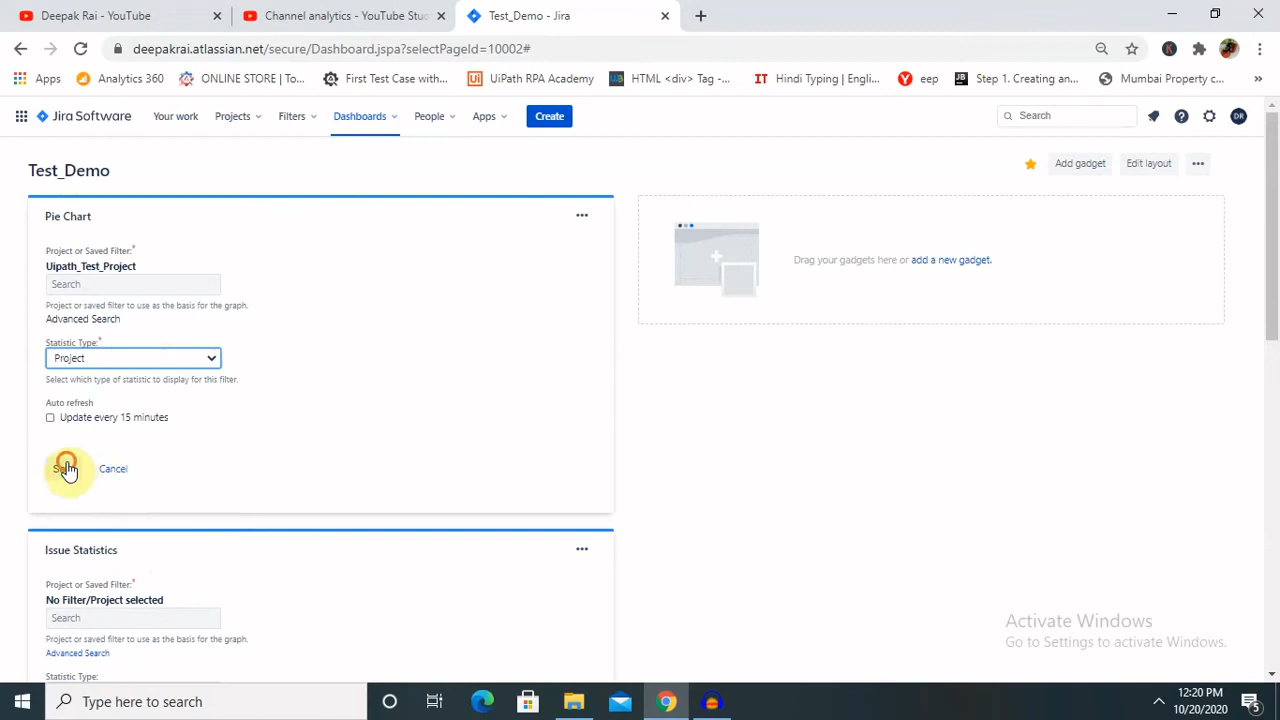 Deepak Rai - YouTube
Channel analytics - YouTube Stu
Test_Demo - Jira
deepakrai.atlassian.net/secure/Dashboard.jspa?selectPageId=10002#
Apps
Analytics 360
ONLINE STORE | To...
First Test Case with...
UiPath RPA Academy
HTML <div> Tag -...
Hindi Typing | Engli...
eep
Step 1. Creating an...
Mumbai Property c...
Jira Software
Your work
Projects
Filters
Dashboards
People
Apps
Create
Search
DR
Test_Demo
Add gadget
Edit layout
Pie Chart
Project or Saved Filter:*
Uipath_Test_Project
Search
Project or saved filter to use as the basis for the graph.
Advanced Search
Statistic Type:*
Project
Select which type of statistic to display for this filter.
Auto refresh
Update every 15 minutes
Cancel
Drag your gadgets here or add a new gadget.
Issue Statistics
Project or Saved Filter:*
No Filter/Project selected
Search
Project or saved filter to use as the basis for the graph.
Advanced Search
Statistic Type:
Activate Windows
Go to Settings to activate Windows.
Type here to search
12:20 PM
10/20/2020
5